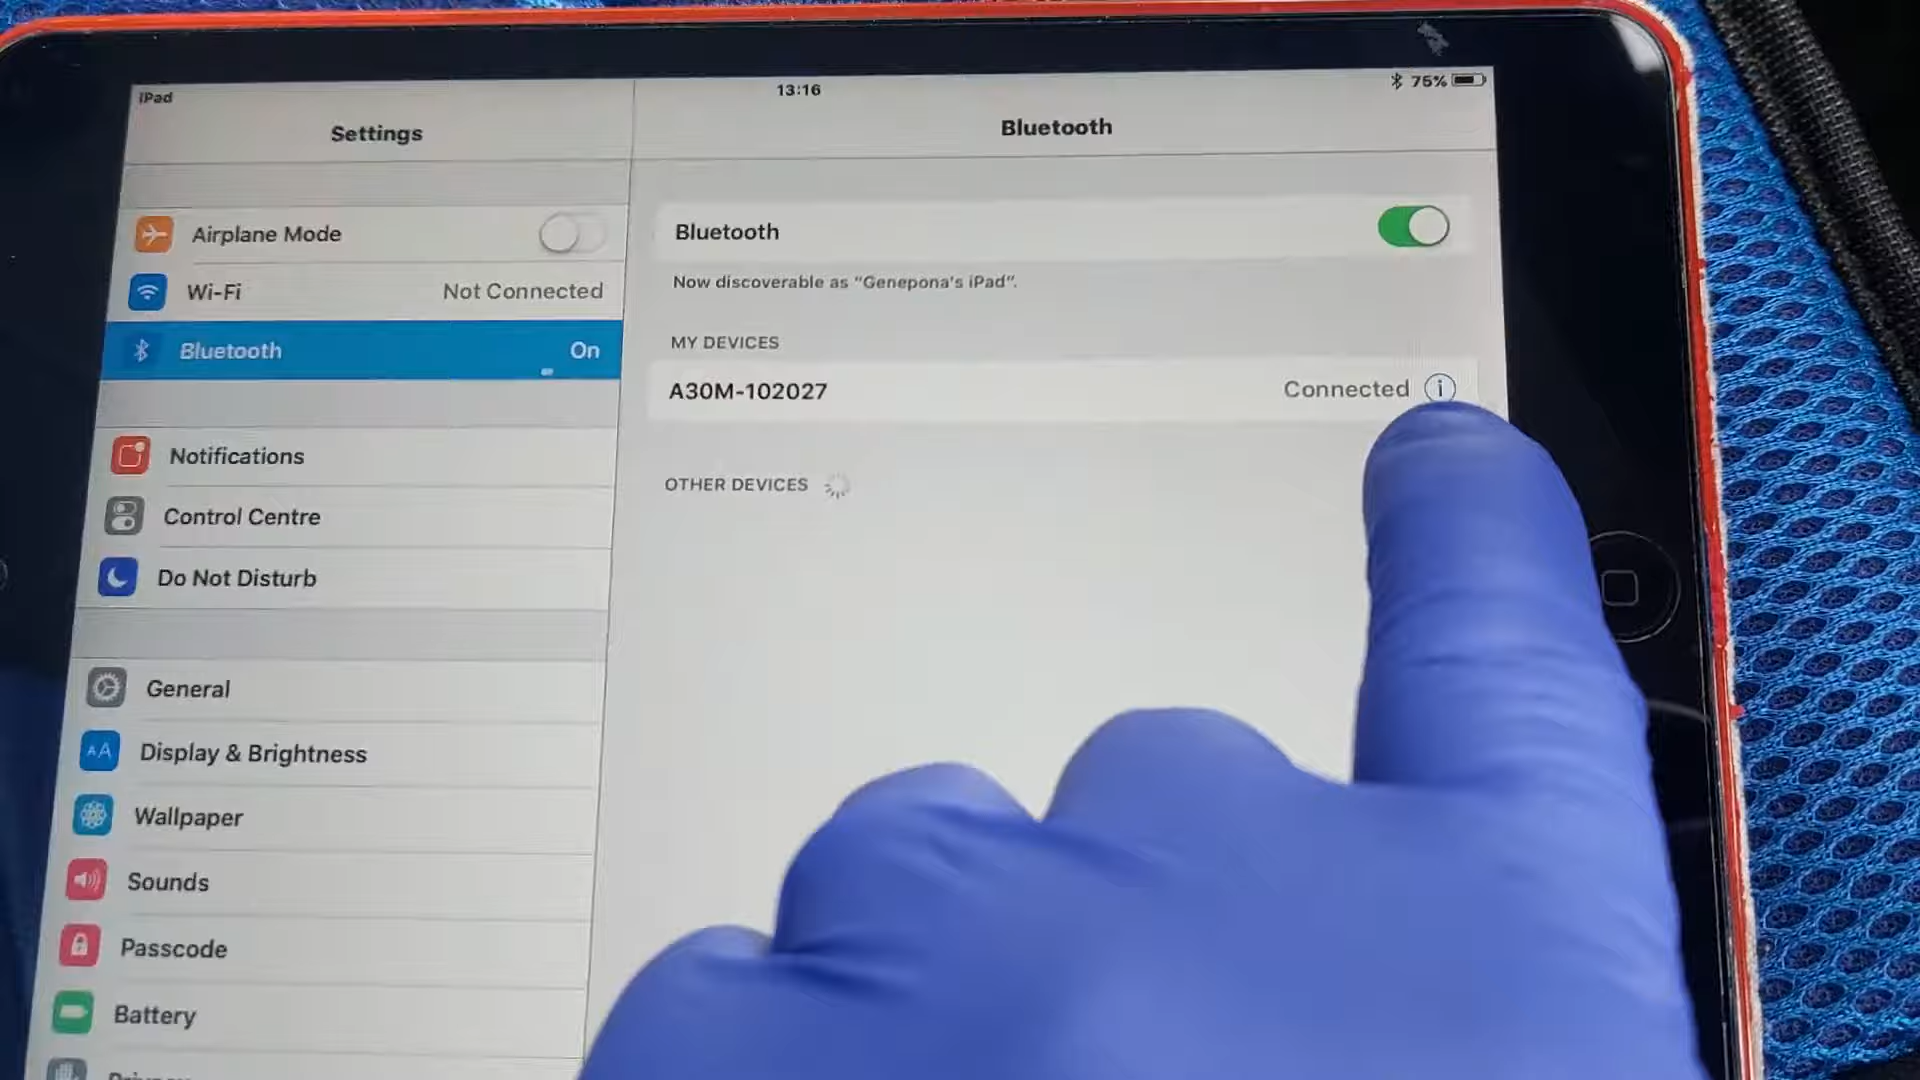 iPad
13:16
75%
Settings
Bluetooth
Airplane Mode
Wi-Fi
Not Connected
Bluetooth
On
Notifications
Control Centre
Do Not Disturb
General
AA
Display & Brightness
Wallpaper
Sounds
Passcode
Battery
Bluetooth
Now discoverable as “Genepona's iPad”.
MY DEVICES
A30M-102027
Connected
OTHER DEVICES